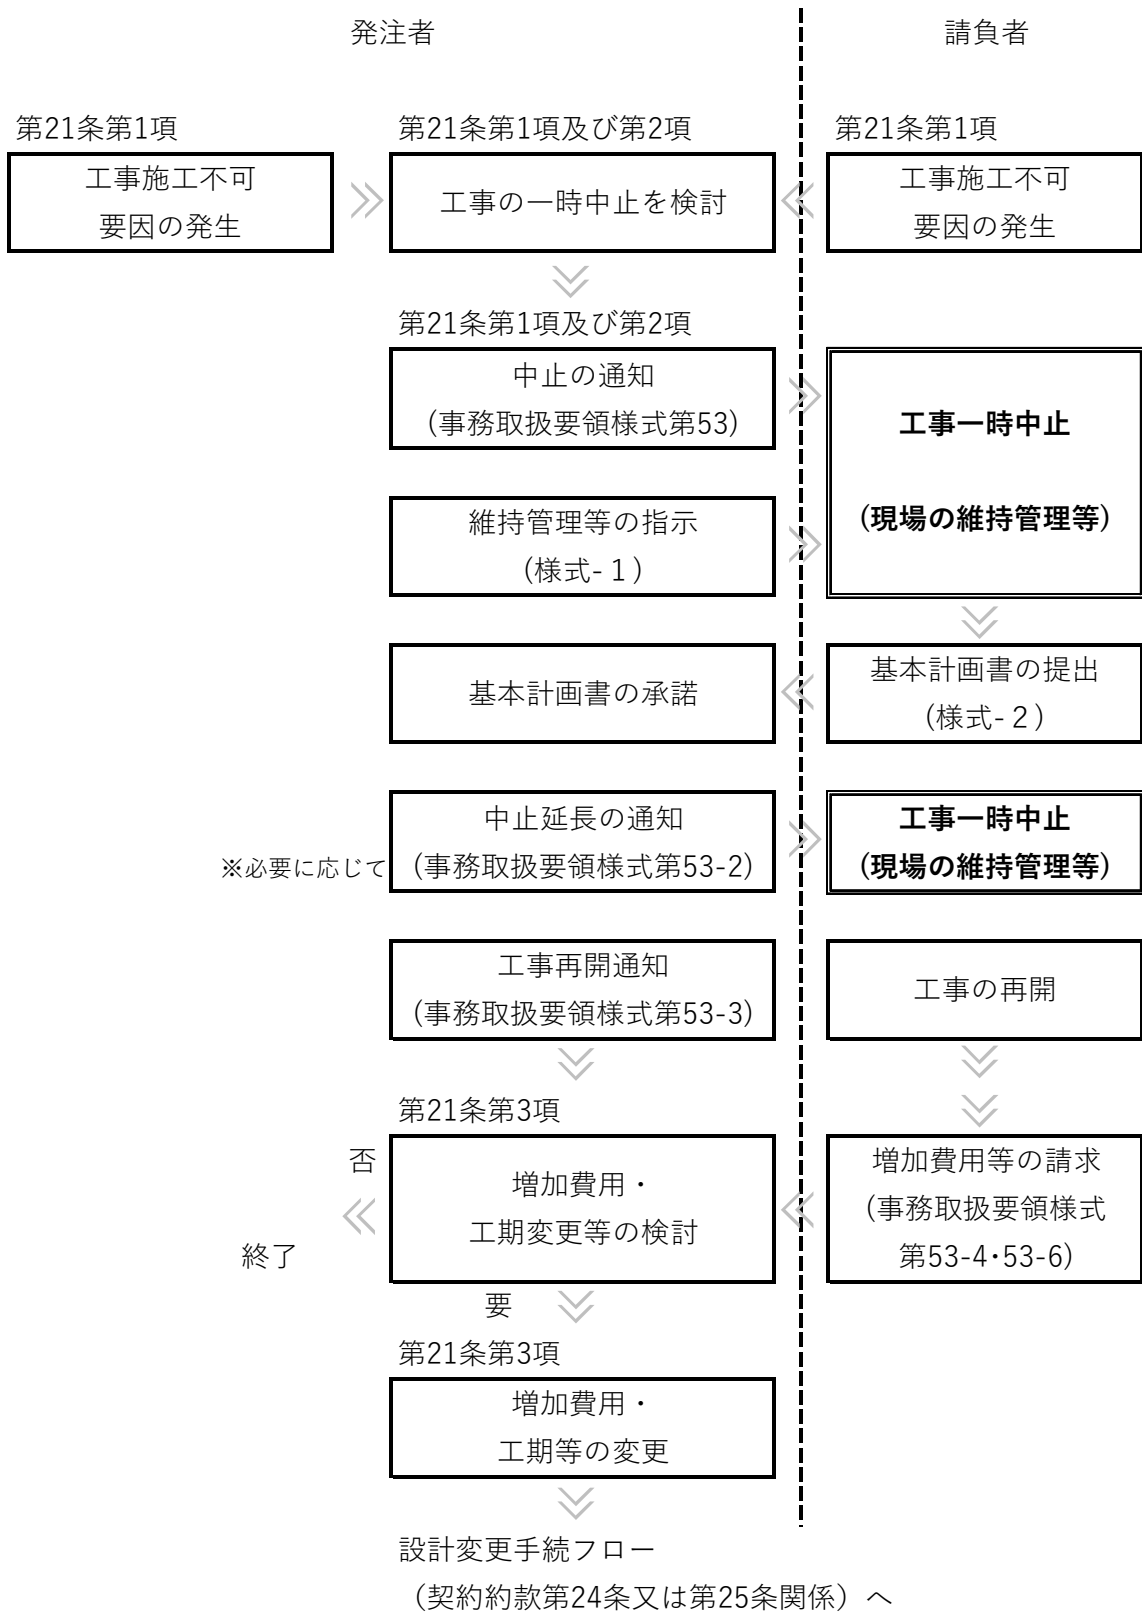 発注者
請負者
第21条第1項
第21条第1項及び第2項
第21条第1項
工事施工不可
要因の発生
工事の一時中止を検討
工事施工不可
要因の発生
第21条第1項及び第2項
中止の通知
(事務取扱要領様式第53)
工事一時中止
(現場の維持管理等)
維持管理等の指示
(様式-１)
基本計画書の承諾
基本計画書の提出
(様式-２)
※必要に応じて
中止延長の通知
(事務取扱要領様式第53-2)
工事一時中止
(現場の維持管理等)
工事再開通知
(事務取扱要領様式第53-3)
工事の再開
第21条第3項
否
終了
増加費用・
工期変更等の検討
増加費用等の請求
(事務取扱要領様式
第53-4･53-6)
要
第21条第3項
増加費用・
工期等の変更
設計変更手続フロー
（契約約款第24条又は第25条関係）へ